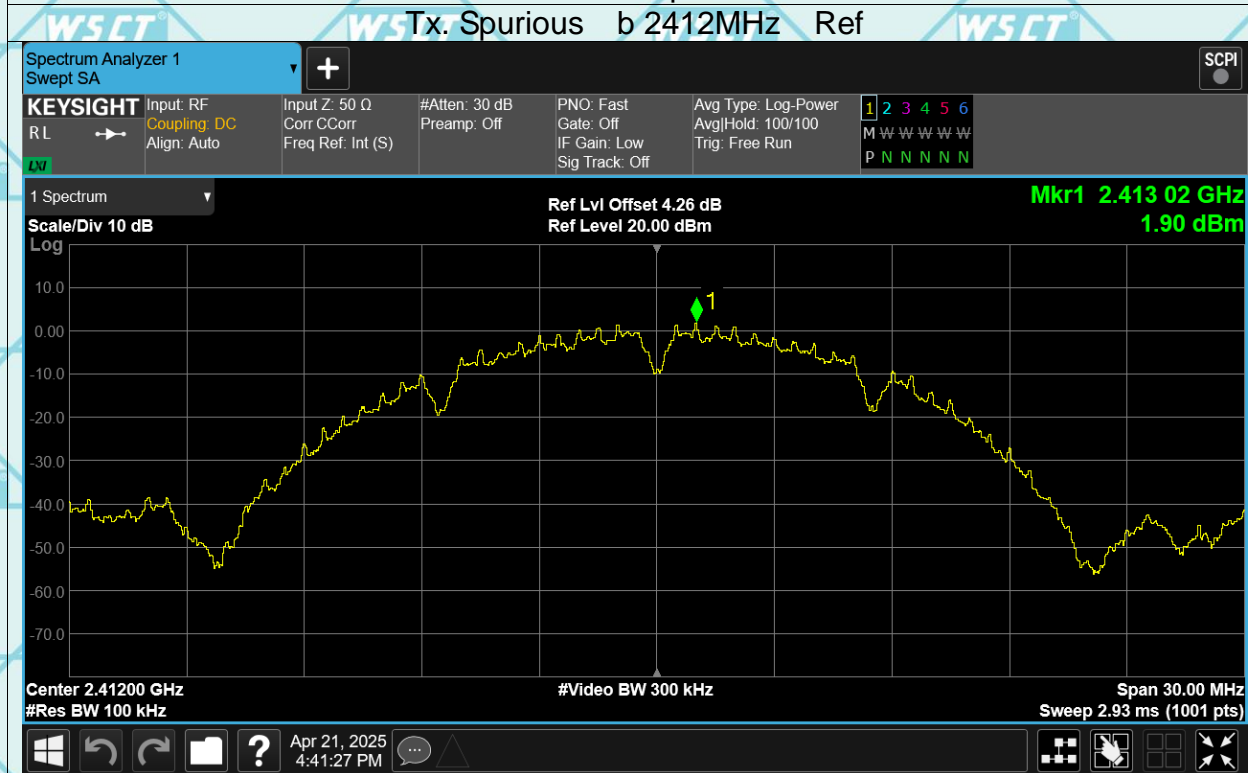 Tx. Spurious b 2412MHz Ref
Spectrum Analyzer 1
Swept SA
+
SCPI
KEYSIGHT
R L
LXI
Input: RF
Coupling: DC
Align: Auto
Input Z: 50 Ω
Corr CCorr
Freq Ref: Int (S)
#Atten: 30 dB
Preamp: Off
PNO: Fast
Gate: Off
IF Gain: Low
Sig Track: Off
Avg Type: Log-Power
Avg|Hold: 100/100
Trig: Free Run
1 2 3 4 5 6
M W W W W W
P N N N N N
1 Spectrum
Scale/Div 10 dB
Ref Lvl Offset 4.26 dB
Ref Level 20.00 dBm
Mkr1 2.413 02 GHz
1.90 dBm
Log
10.0
0.00
-10.0
-20.0
-30.0
-40.0
-50.0
-60.0
-70.0
1
Center 2.41200 GHz
#Res BW 100 kHz
#Video BW 300 kHz
Span 30.00 MHz
Sweep 2.93 ms (1001 pts)
?
Apr 21, 2025
4:41:27 PM
WSCT
WSCT
WSCT